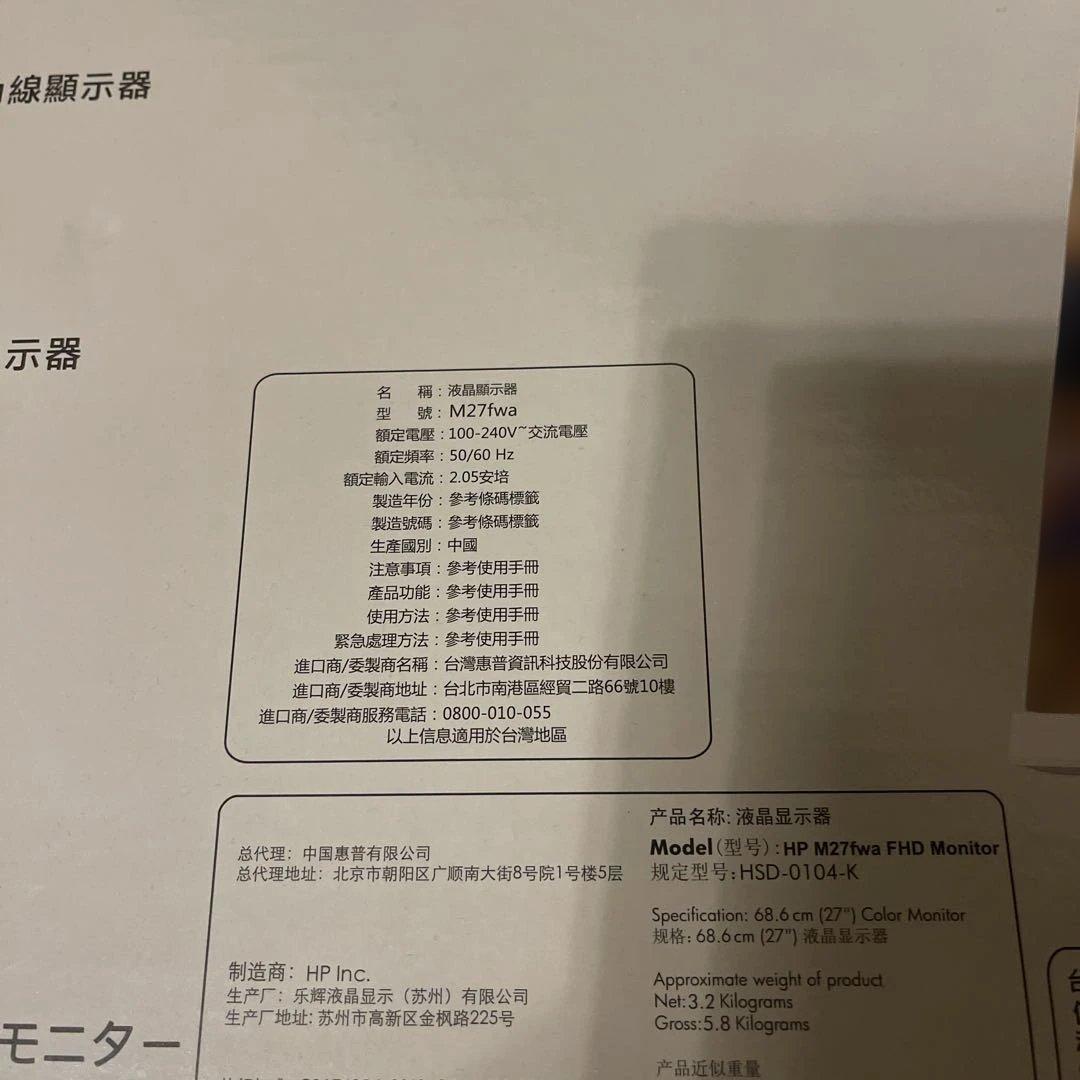 線顯示器
示器
名 稱：液晶顯示器
型 號：M27fwa
額定電壓：100-240V~交流電壓
額定頻率：50/60 Hz
額定輸入電流：2.05安培
製造年份：參考條碼標籤
製造號碼：參考條碼標籤
生產國別：中國
注意事項：參考使用手冊
產品功能：參考使用手冊
使用方法：參考使用手冊
緊急處理方法：參考使用手冊
進口商/委製商名稱：台灣惠普資訊科技股份有限公司
進口商/委製商地址：台北市南港區經貿二路66號10樓
進口商/委製商服務電話：0800-010-055
以上信息適用於台灣地區
总代理：中国惠普有限公司
总代理地址：北京市朝阳区广顺南大街8号院1号楼5层
制造商：HP Inc.
生产厂：乐辉液晶显示（苏州）有限公司
生产厂地址:苏州市高新区金枫路225号
产品名称:液晶显示器
Model(型号):HP M27fwa FHD Monitor
规定型号:HSD-0104-K
Specification: 68.6 cm (27") Color Monitor
规格:68.6 cm (27") 液晶显示器
Approximate weight of product
Net:3.2 Kilograms
Gross:5.8 Kilograms
产品近似重量
モニター